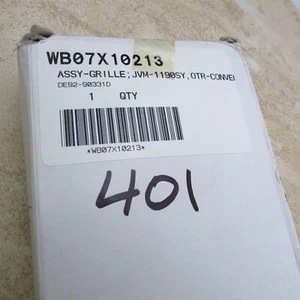 WB07X10213
ASSY-GRILLE;JVM-1190SY,OTR-CONVE
DE92-90331D
1 QTY
*WB07X10213*
401